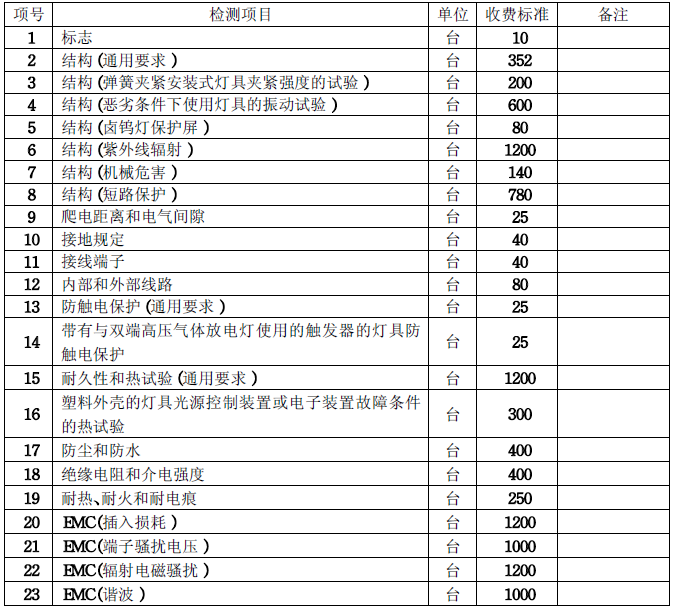 项号 检测项目 单位 收费标准 备注
1 标志 台 10
2 结构(通用要求) 台 352
3 结构(弹簧夹紧安装式灯具夹紧强度的试验) 台 200
4 结构(恶劣条件下使用灯具的振动试验) 台 600
5 结构(卤钨灯保护屏) 台 80
6 结构(紫外线辐射) 台 1200
7 结构(机械危害) 台 140
8 结构(短路保护) 台 780
9 爬电距离和电气间隙 台 25
10 接地规定 台 40
11 接线端子 台 40
12 内部和外部线路 台 80
13 防触电保护(通用要求) 台 25
14 带有与双端高压气体放电灯使用的触发器的灯具防
触电保护 台 25
15 耐久性和热试验(通用要求) 台 1200
16 塑料外壳的灯具光源控制装置或电子装置故障条件
的热试验 台 300
17 防尘和防水 台 400
18 绝缘电阻和介电强度 台 400
19 耐热、耐火和耐电痕 台 250
20 EMC(插入损耗) 台 1200
21 EMC(端子骚扰电压) 台 1000
22 EMC(辐射电磁骚扰) 台 1200
23 EMC(谐波) 台 1000